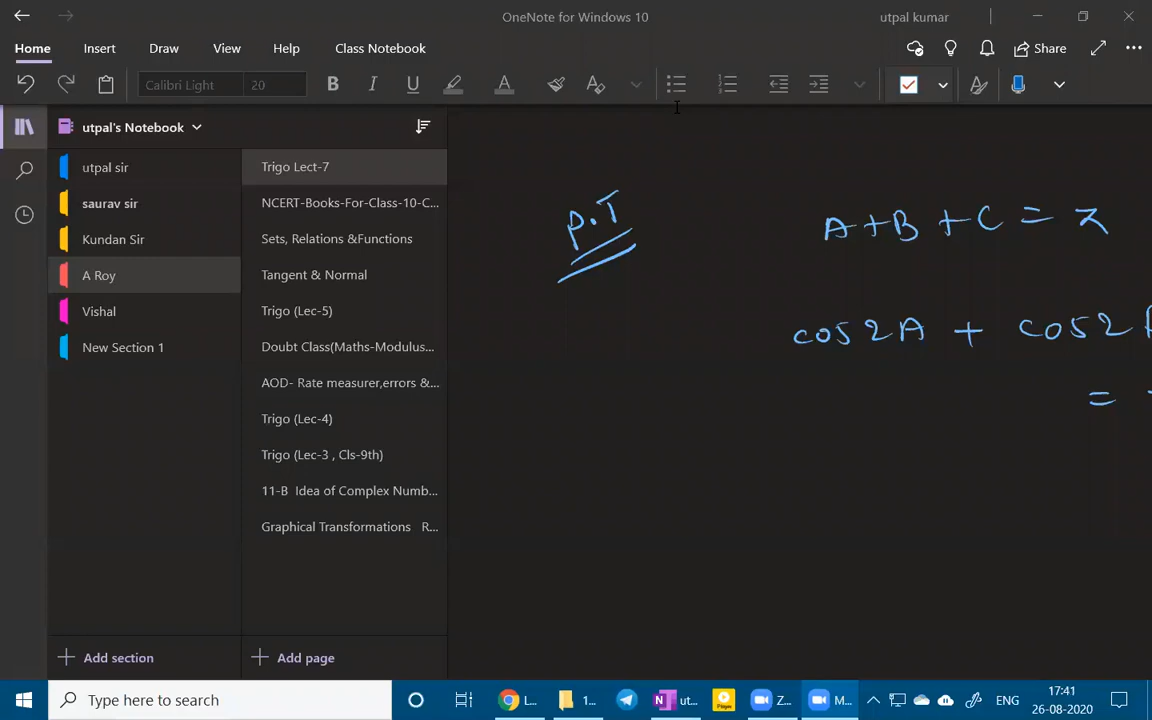 OneNote for Windows 10
utpal kumar
Home Insert Draw View Help Class Notebook Share
Calibri Light 20 B I U A
utpal's Notebook
utpal sir
saurav sir
Kundan Sir
A Roy
Vishal
New Section 1
Trigo Lect-7
NCERT-Books-For-Class-10-C...
Sets, Relations &Functions
Tangent & Normal
Trigo (Lec-5)
Doubt Class(Maths-Modulus...
AOD- Rate measurer,errors &...
Trigo (Lec-4)
Trigo (Lec-3 , Cls-9th)
11-B Idea of Complex Numb...
Graphical Transformations R...
P.T
A+B+C = π
cos2A + cos2
=
Add section
Add page
Type here to search
L...
1...
ut...
Z...
M...
ENG
17:41
26-08-2020